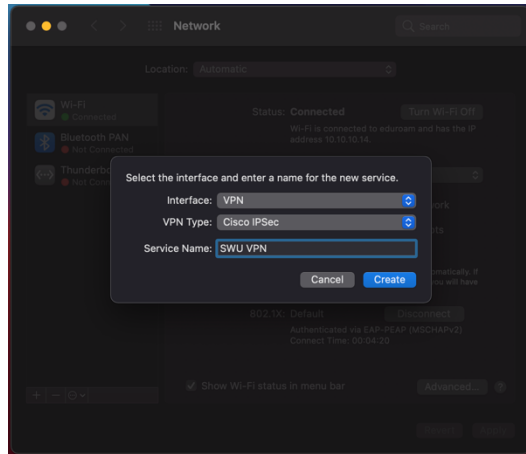 Network
Search
Location: Automatic
Wi-Fi
Connected
Status: Connected
Turn Wi-Fi Off
Wi-Fi is connected to eduroam and has the IP
address 10.10.10.14.
Bluetooth PAN
Not Connected
Select the interface and enter a name for the new service.
Interface: VPN
VPN Type: Cisco IPSec
Service Name: SWU VPN
Cancel
Create
802.1X: Default
Disconnect
Authenticated via EAP-PEAP (MSCHAPv2)
Connect Time: 00:04:20
Show Wi-Fi status in menu bar
Advanced...
?
Revert
Apply